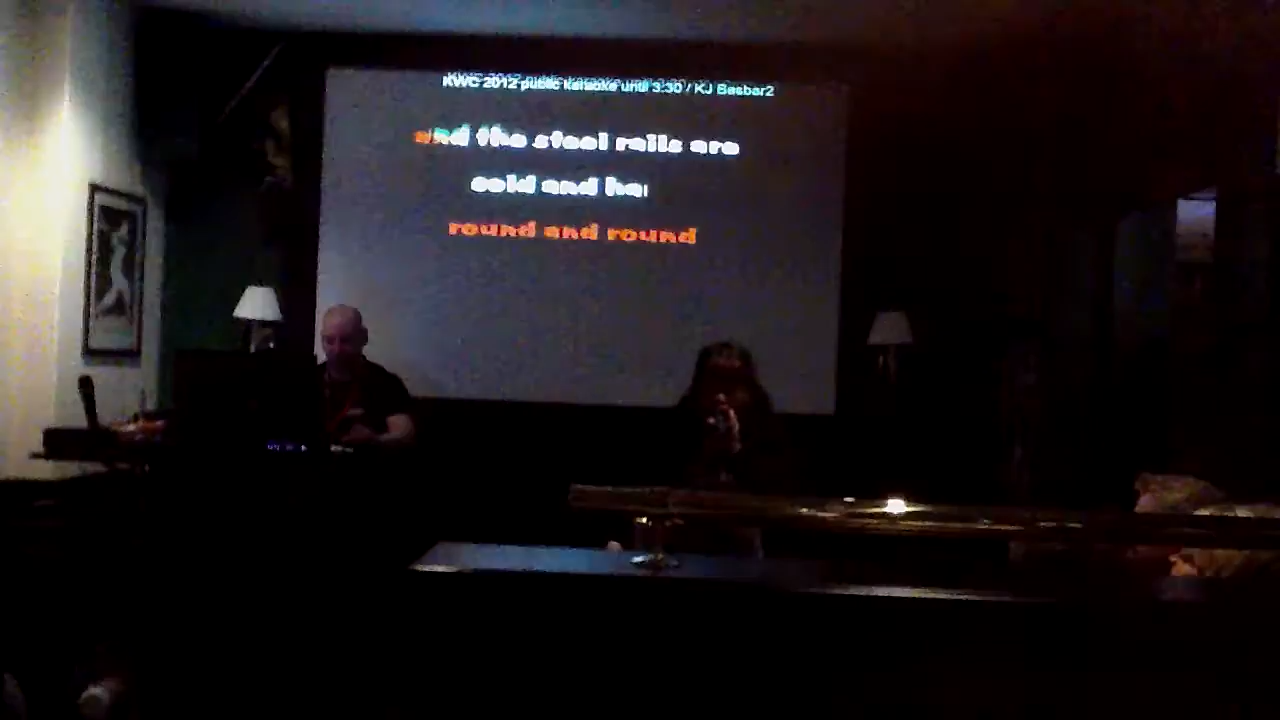 KWC 2012 public karaoke until 3:30 / KJ Basbar2
and the steel rails are
cold and ha
round and round